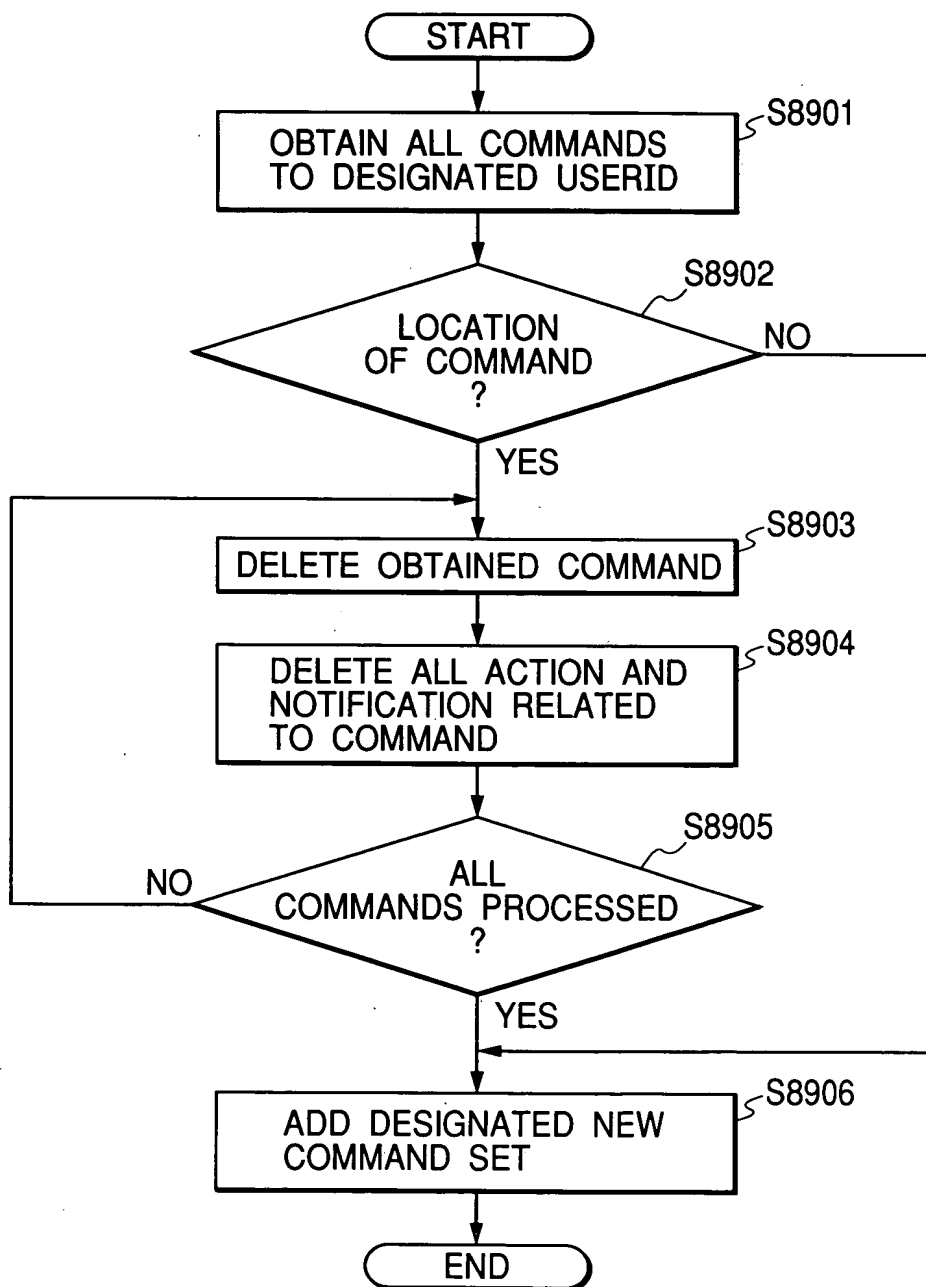 START
S8901
OBTAIN ALL COMMANDS
TO DESIGNATED USERID
S8902
LOCATION
OF COMMAND
?
NO
YES
S8903
DELETE OBTAINED COMMAND
S8904
DELETE ALL ACTION AND
NOTIFICATION RELATED
TO COMMAND
S8905
ALL
COMMANDS PROCESSED
?
NO
YES
S8906
ADD DESIGNATED NEW
COMMAND SET
END